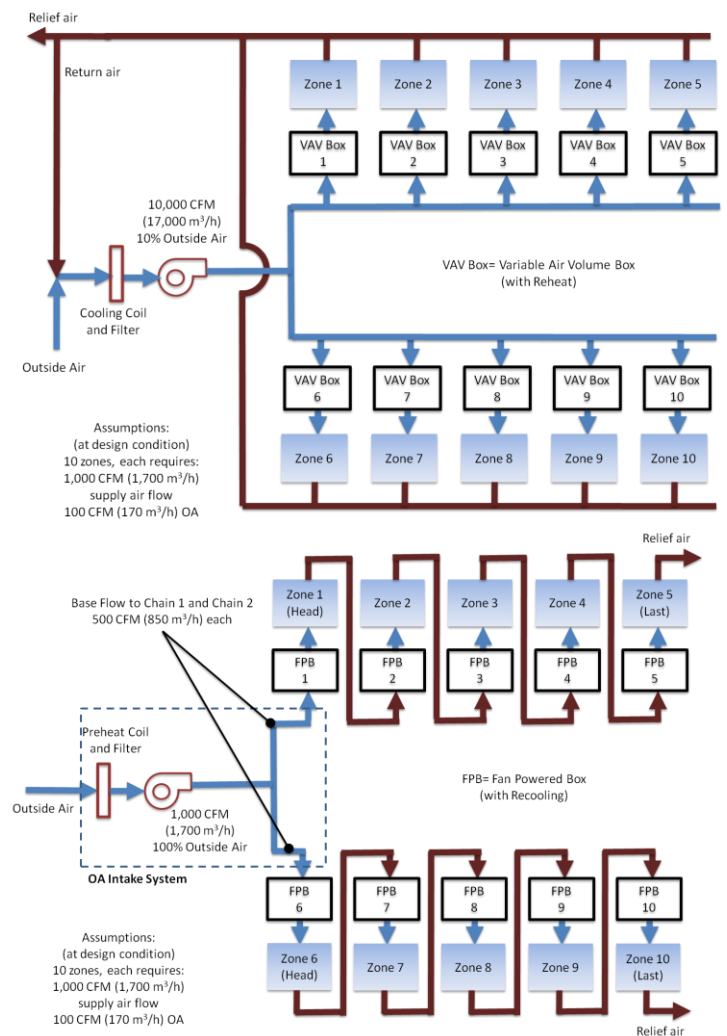 Relief air
Return air
Zone 1
Zone 2
Zone 3
Zone 4
Zone 5
VAV Box
1
VAV Box
2
VAV Box
3
VAV Box
4
VAV Box
5
10,000 CFM
(17,000 m³/h)
10% Outside Air
VAV Box= Variable Air Volume Box
(with Reheat)
Cooling Coil
and Filter
Outside Air
VAV Box
6
VAV Box
7
VAV Box
8
VAV Box
9
VAV Box
10
Zone 6
Zone 7
Zone 8
Zone 9
Zone 10
Assumptions:
(at design condition)
10 zones, each requires:
1,000 CFM (1,700 m³/h)
supply air flow
100 CFM (170 m³/h) OA
Relief air
Base Flow to Chain 1 and Chain 2
500 CFM (850 m³/h) each
Zone 1
(Head)
Zone 2
Zone 3
Zone 4
Zone 5
(Last)
FPB
1
FPB
2
FPB
3
FPB
4
FPB
5
Preheat Coil
and Filter
Outside Air
1,000 CFM
(1,700 m³/h)
100% Outside Air
OA Intake System
FPB= Fan Powered Box
(with Recooling)
FPB
6
FPB
7
FPB
8
FPB
9
FPB
10
Zone 6
(Head)
Zone 7
Zone 8
Zone 9
Zone 10
(Last)
Assumptions:
(at design condition)
10 zones, each requires:
1,000 CFM (1,700 m³/h)
supply air flow
100 CFM (170 m³/h) OA
Relief air